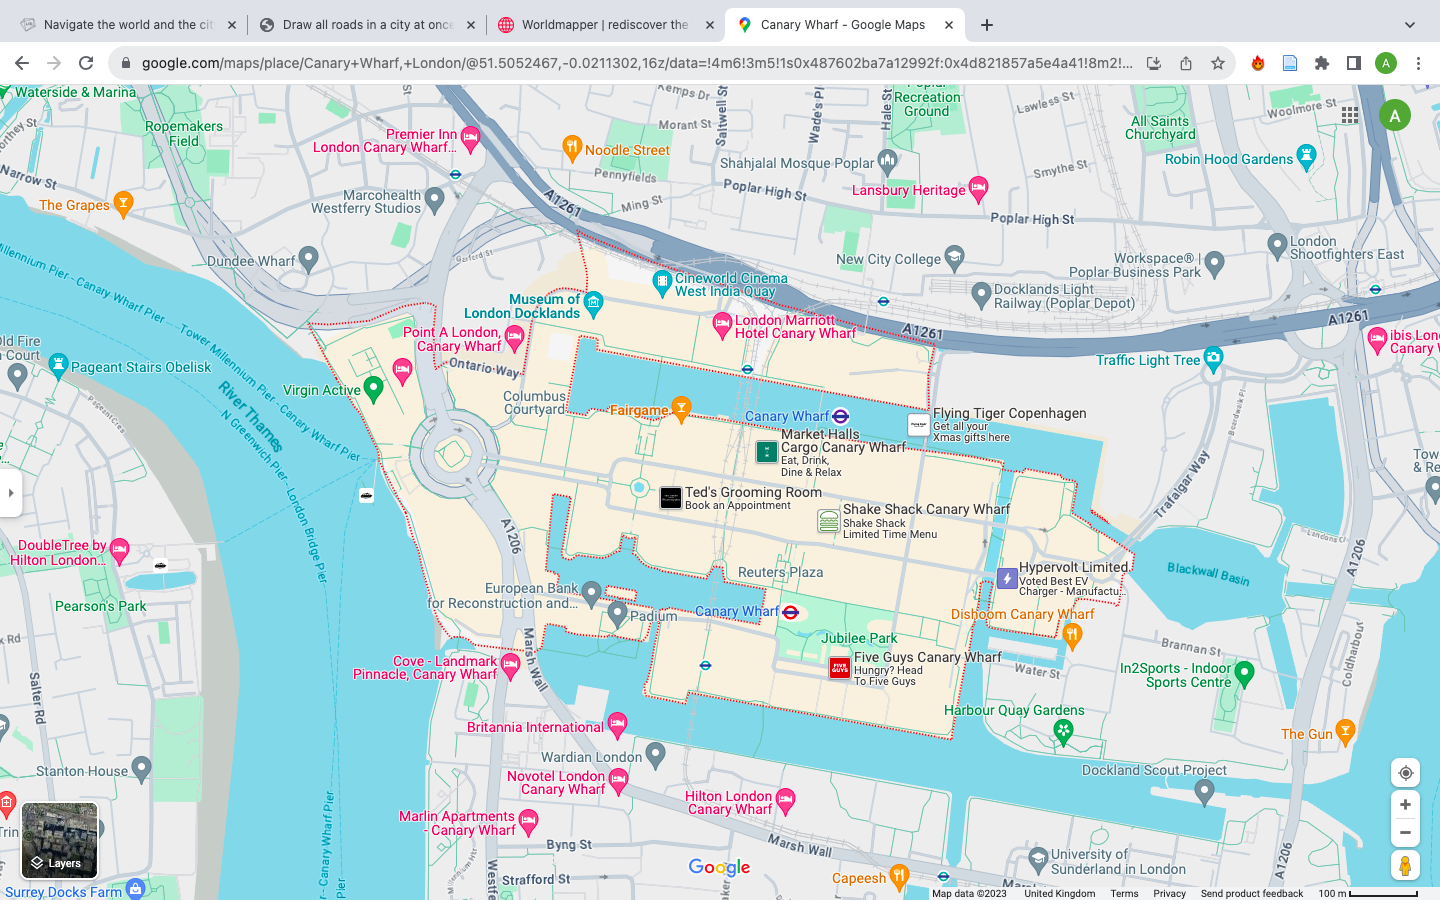 Navigate the world and the cit
Draw all roads in a city at once
Worldmapper | rediscover the
Canary Wharf - Google Maps
google.com/maps/place/Canary+Wharf,+London/@51.5052467,-0.0211302,16z/data=!4m6!3m5!1s0x487602ba7a12992f:0x4d821857a5e4a41!8m2!...
A
A
Waterside & Marina
Ropemakers
Field
Premier Inn
London Canary Wharf...
Noodle Street
Kemps Dr
Morant St
Saltwell St
Wades Pl
Hale St
Poplar
Recreation
Ground
Lawless St
All Saints
Churchyard
Woolmore St
Robin Hood Gardens
Narrow St
The Grapes
Marcohealth
Westferry Studios
Pennyfields
Ming St
Shahjalal Mosque Poplar
Poplar High St
Lansbury Heritage
Smythe St
Poplar High St
A1261
Dundee Wharf
Garford St
New City College
Workspace® |
Poplar Business Park
London
Shootfighters East
Millennium Pier - Canary Wharf Pier
Tower Millennium Pier - Canary Wharf Pier
Museum of
London Docklands
Cineworld Cinema
West India Quay
Docklands Light
Railway (Poplar Depot)
Point A London,
Canary Wharf
London Marriott
Hotel Canary Wharf
A1261
A1261
ibis Lo
Canary W
Old Fire
n Court
Pageant Stairs Obelisk
Ontario Way
Traffic Light Tree
Virgin Active
River Thames
Columbus
Courtyard
Fairgame
Canary Wharf
Flying Tiger Copenhagen
Get all your
Xmas gifts here
Pageant Cres
N Greenwich Pier - London Bridge Pier
Market Halls
Cargo Canary Wharf
Eat, Drink,
Dine & Relax
Boardwalk Pl
Trafalgar Way
Ted's Grooming Room
Book an Appointment
Shake Shack Canary Wharf
Shake Shack
Limited Time Menu
A1206
A1206
DoubleTree by
Hilton London...
Landons Cl
Reuters Plaza
Hypervolt Limited
Voted Best EV
Charger - Manufactu...
Blackwall Basin
European Bank
for Reconstruction and...
Pearson's Park
Padium
Canary Wharf
Dishoom Canary Wharf
Jubilee Park
Brannan St
Coldharbour
Salter Rd
Marsh Wall
Cove - Landmark
Pinnacle, Canary Wharf
Five Guys Canary Wharf
Hungry? Head
To Five Guys
FIVE
GUYS
Water St
In2Sports - Indoor
Sports Centre
Harbour Quay Gardens
Britannia International
The Gun
Stanton House
Wardian London
Dockland Scout Project
Novotel London
Canary Wharf
Hilton London
Canary Wharf
Marlin Apartments
- Canary Wharf
Canary Wharf Pier
Layers
Byng St
Marsh Wall
University of
Sunderland in London
A1206
Google
Strafford St
Capeesh
Surrey Docks Farm
Map data ©2023
United Kingdom
Terms
Privacy
Send product feedback
100 m